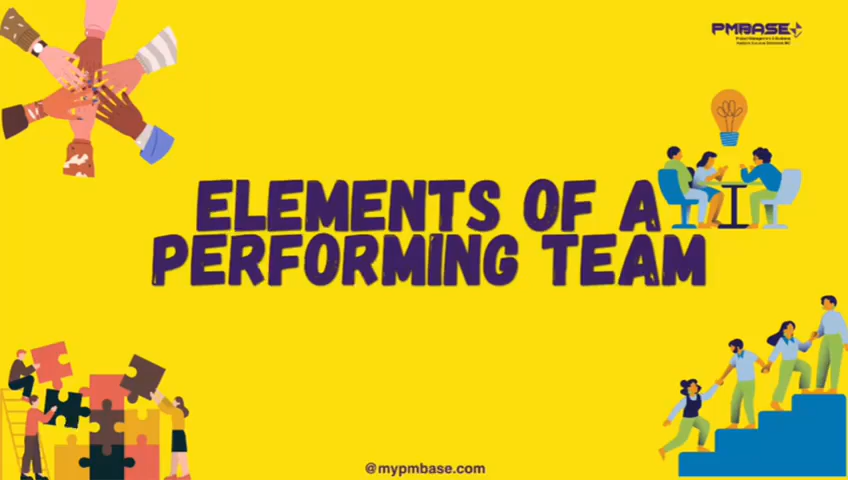 PMBASE
ELEMENTS OF A
PERFORMING TEAM
@mypmbase.com